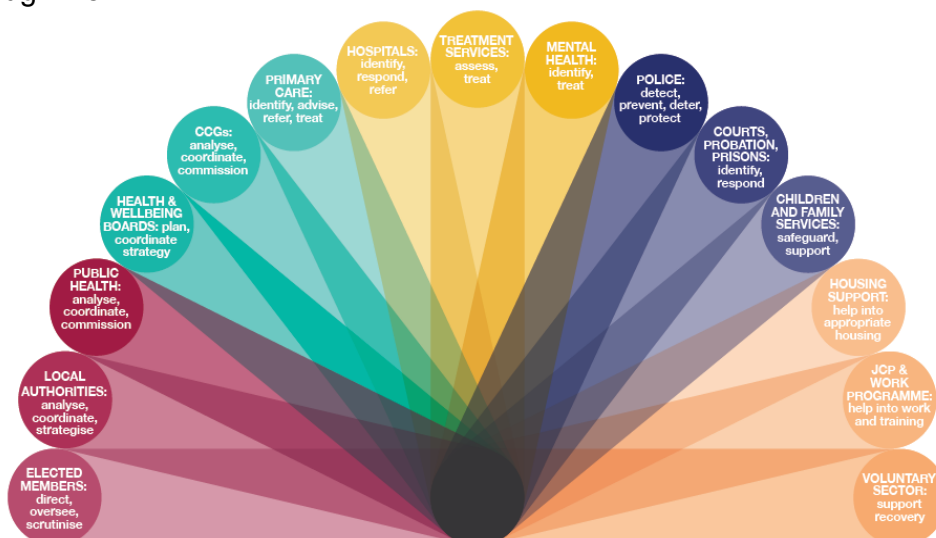 HOSPITALS:
identify,
respond,
refer
TREATMENT
SERVICES:
assess,
treat
MENTAL
HEALTH:
identify,
treat
PRIMARY
CARE:
identify, advise,
refer, treat
POLICE:
detect,
prevent, deter,
protect
CCGs:
analyse,
coordinate,
commission
COURTS,
PROBATION,
PRISONS:
identify,
respond
HEALTH &
WELLBEING
BOARDS: plan,
coordinate
strategy
CHILDREN
AND FAMILY
SERVICES:
safeguard,
support
PUBLIC
HEALTH:
analyse,
coordinate,
commission
HOUSING
SUPPORT:
help into
appropriate
housing
LOCAL
AUTHORITIES:
analyse,
coordinate,
strategise
JCP &
WORK
PROGRAMME:
help into work
and training
ELECTED
MEMBERS:
direct,
oversee,
scrutinise
VOLUNTARY
SECTOR:
support
recovery